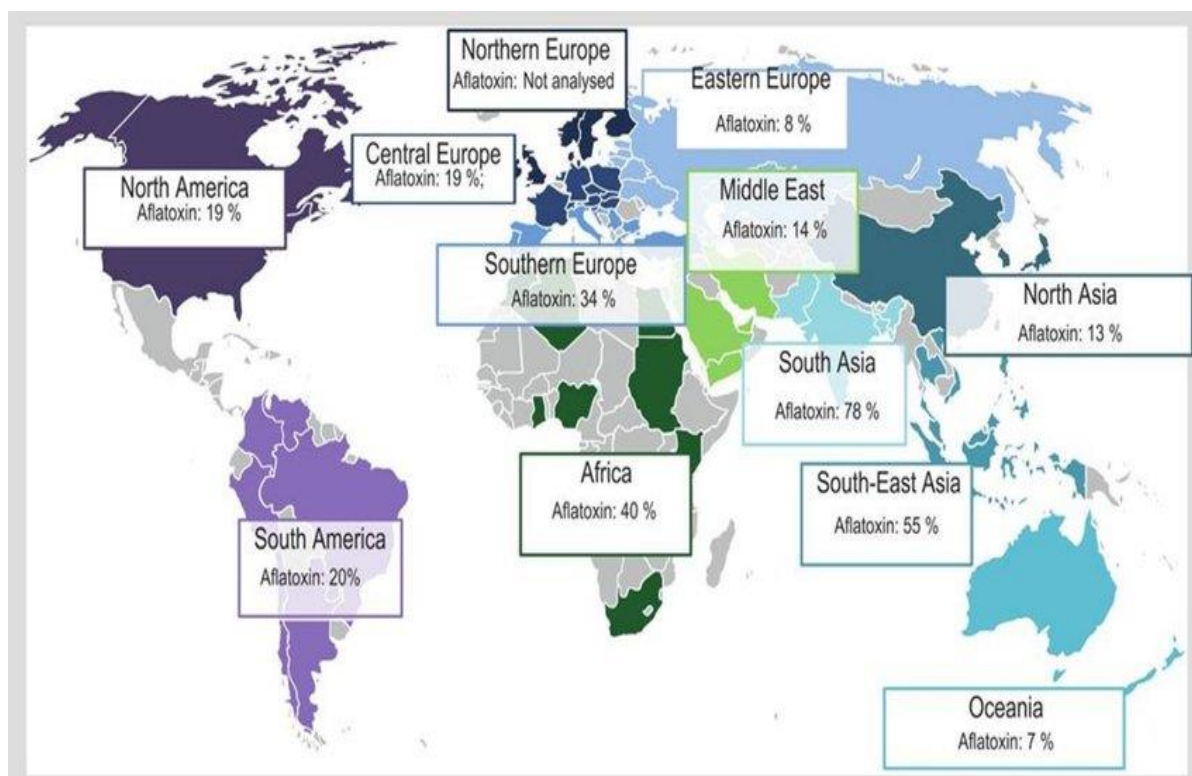 Northern Europe
Aflatoxin: Not analysed
Eastern Europe
Aflatoxin: 8 %
Central Europe
Aflatoxin: 19 %;
North America
Aflatoxin: 19 %
Middle East
Aflatoxin: 14 %
Southern Europe
Aflatoxin: 34 %
North Asia
Aflatoxin: 13 %
South Asia
Aflatoxin: 78 %
Africa
Aflatoxin: 40 %
South-East Asia
Aflatoxin: 55 %
South America
Aflatoxin: 20%
Oceania
Aflatoxin: 7 %